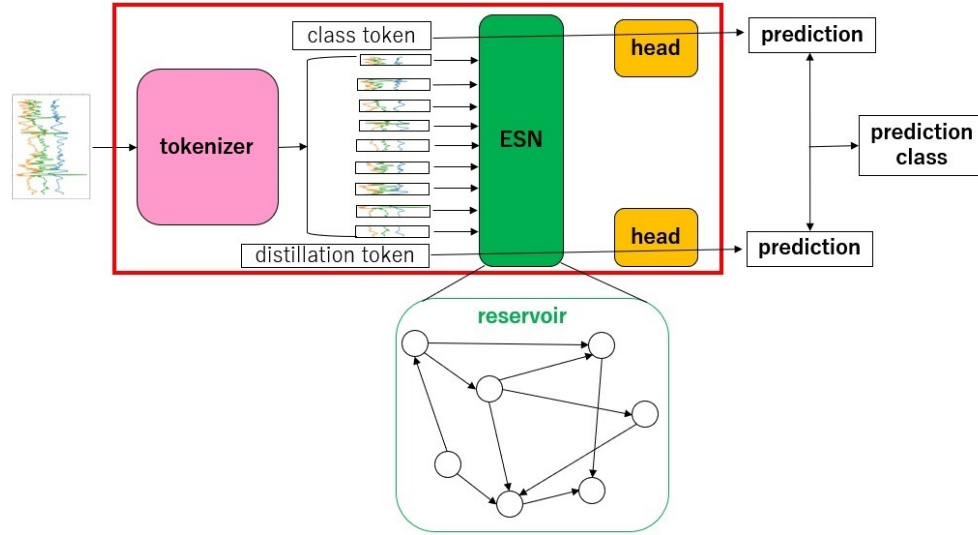 class token
head
prediction
tokenizer
ESN
prediction
class
distillation token
head
prediction
reservoir